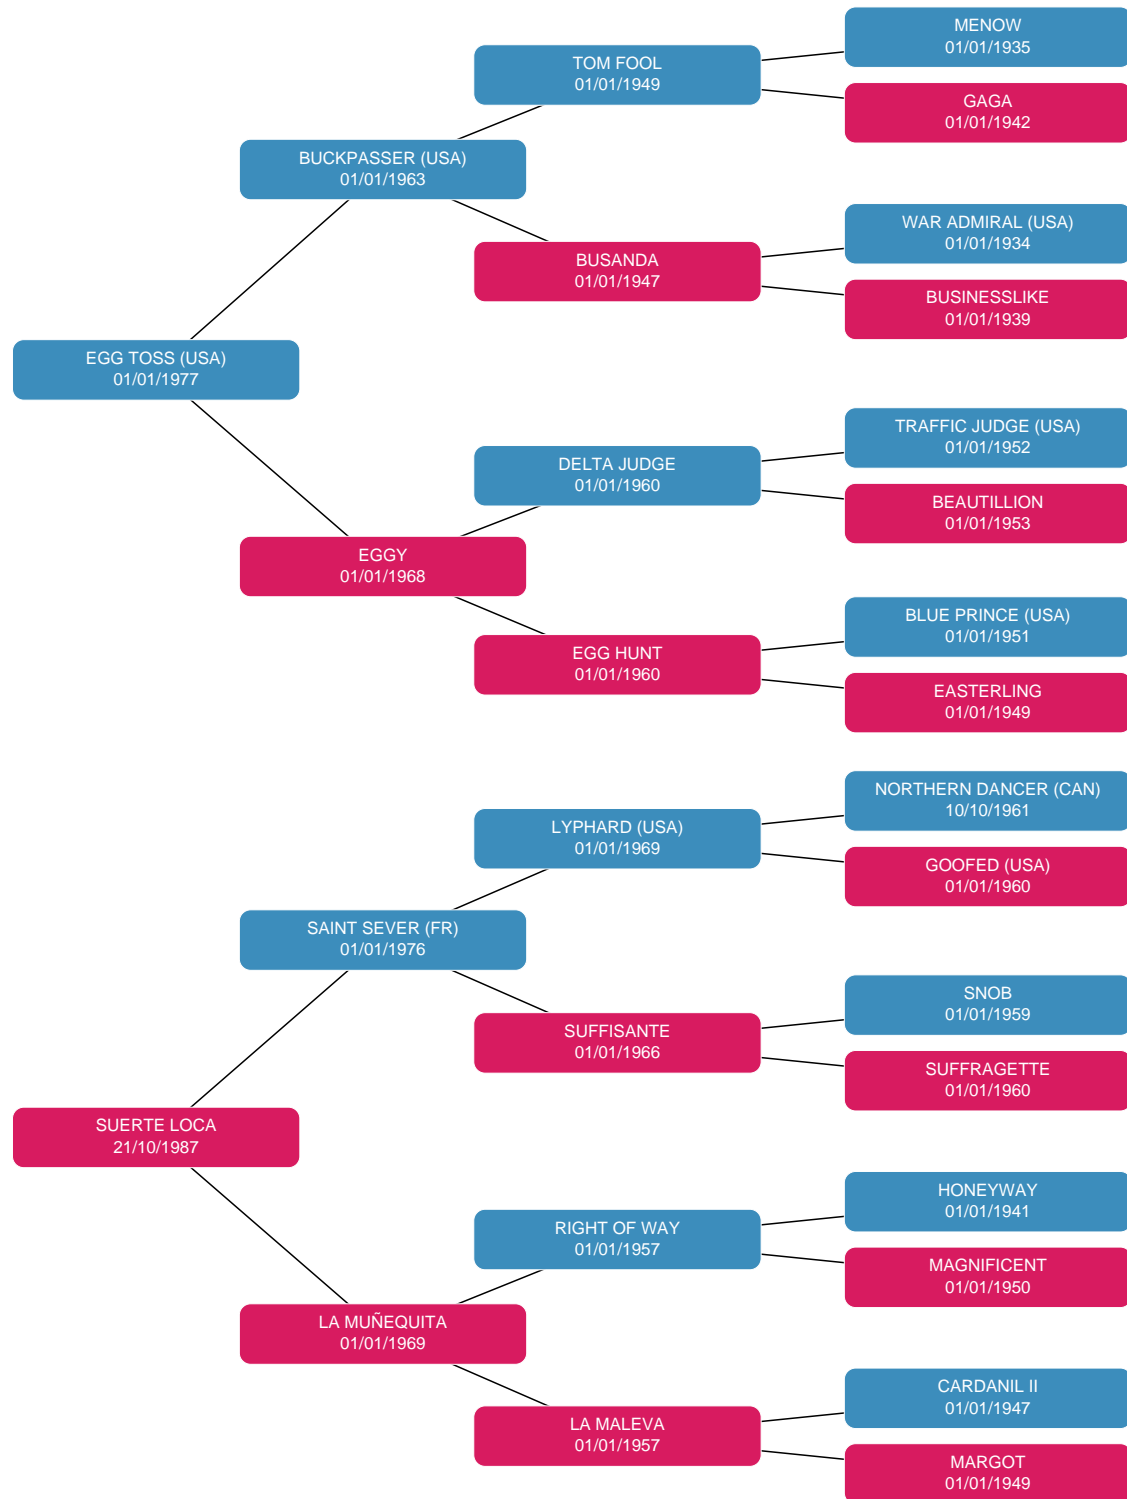 MENOW
01/01/1935
TOM FOOL
01/01/1949
GAGA
01/01/1942
BUCKPASSER (USA)
01/01/1963
WAR ADMIRAL (USA)
01/01/1934
BUSANDA
01/01/1947
BUSINESSLIKE
01/01/1939
EGG TOSS (USA)
01/01/1977
TRAFFIC JUDGE (USA)
01/01/1952
DELTA JUDGE
01/01/1960
BEAUTILLION
01/01/1953
EGGY
01/01/1968
BLUE PRINCE (USA)
01/01/1951
EGG HUNT
01/01/1960
EASTERLING
01/01/1949
NORTHERN DANCER (CAN)
10/10/1961
LYPHARD (USA)
01/01/1969
GOOFED (USA)
01/01/1960
SAINT SEVER (FR)
01/01/1976
SNOB
01/01/1959
SUFFISANTE
01/01/1966
SUFFRAGETTE
01/01/1960
SUERTE LOCA
21/10/1987
HONEYWAY
01/01/1941
RIGHT OF WAY
01/01/1957
MAGNIFICENT
01/01/1950
LA MUÑEQUITA
01/01/1969
CARDANIL II
01/01/1947
LA MALEVA
01/01/1957
MARGOT
01/01/1949